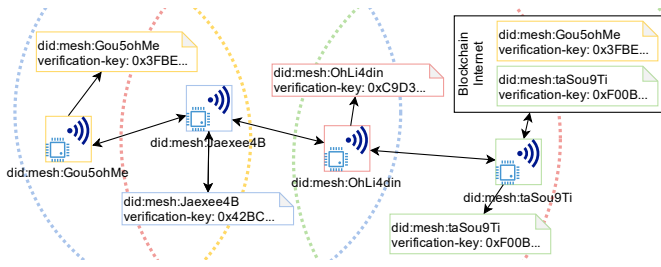 did:mesh:Gou5ohMe
verification-key: 0x3FBE...
did:mesh:Gou5ohMe
did:mesh:Jaexee4B
did:mesh:Jaexee4B
verification-key: 0x42BC...
did:mesh:OhLi4din
verification-key: 0xC9D3...
did:mesh:OhLi4din
Blockchain
Internet
did:mesh:Gou5ohMe
verification-key: 0x3FBE...
did:mesh:taSou9Ti
verification-key: 0xF00B...
did:mesh:taSou9Ti
did:mesh:taSou9Ti
verification-key: 0xF00B...